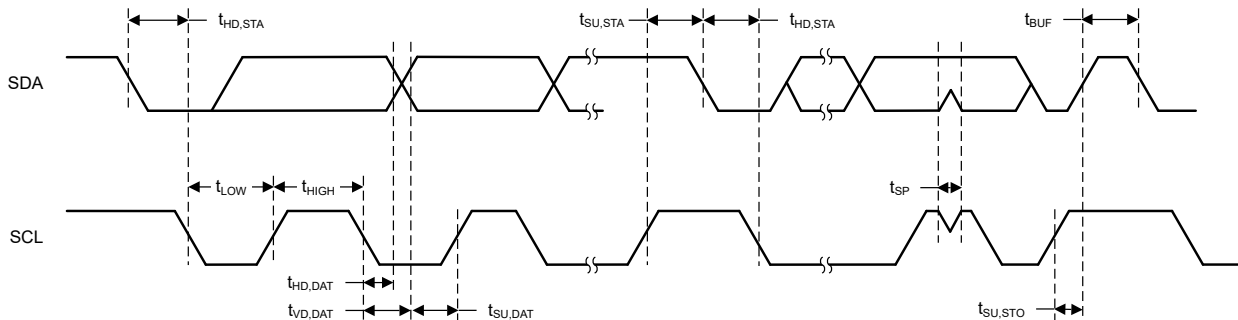 tHD,STA
tSU,STA
tHD,STA
tBUF
SDA
tLOW
tHIGH
tSP
SCL
tHD,DAT
tVD,DAT
tSU,DAT
tSU,STO